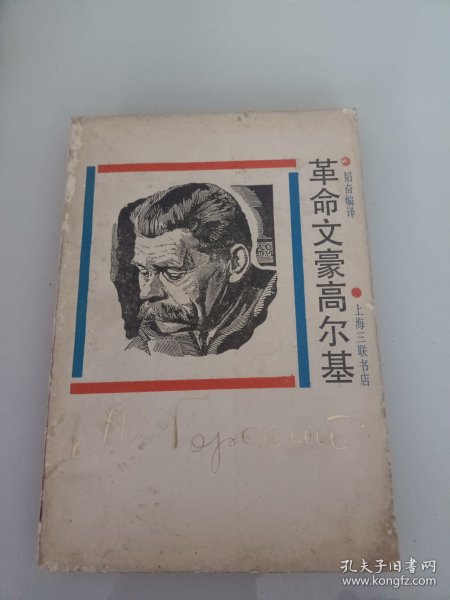 革命文豪高尔基
韬奋编译
上海三联书店
М. Горький
孔夫子旧书网
www.kongfz.com